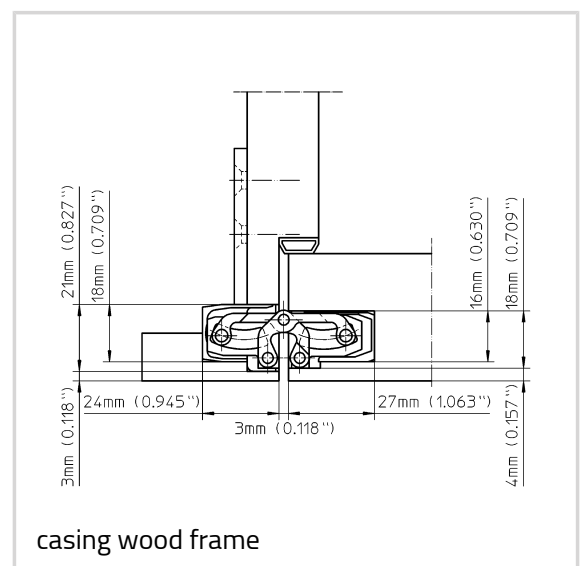 21mm (0.827")
18mm (0.709")
16mm (0.630")
18mm (0.709")
3mm (0.118")
24mm (0.945")
3mm (0.118")
27mm (1.063")
4mm (0.157")
casing wood frame